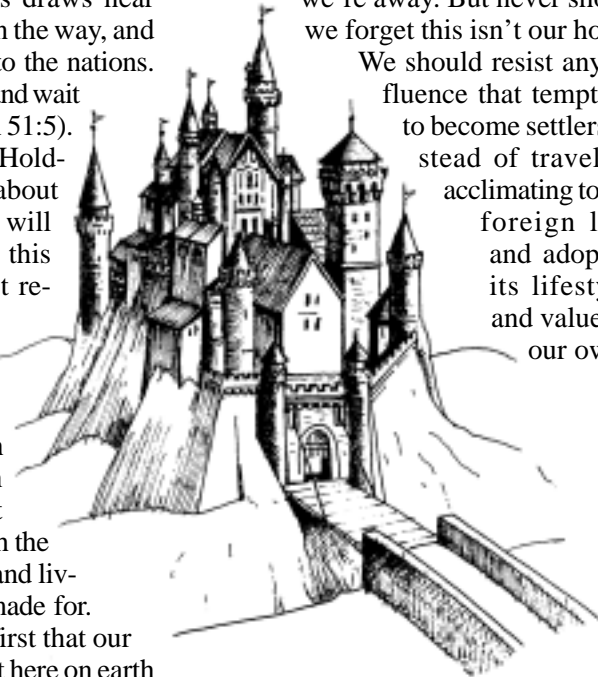 s draws near
the way, and
to the nations.
and wait
51:5).
Hold-
about
will
this
re-
the
and liv-
made for.
irst that our
here on earth
we're away. But never sho
we forget this isn't our ho
We should resist any
fluence that tempt
to become settlers
stead of travel
acclimating to
foreign l
and adop
its lifesty
and value
our